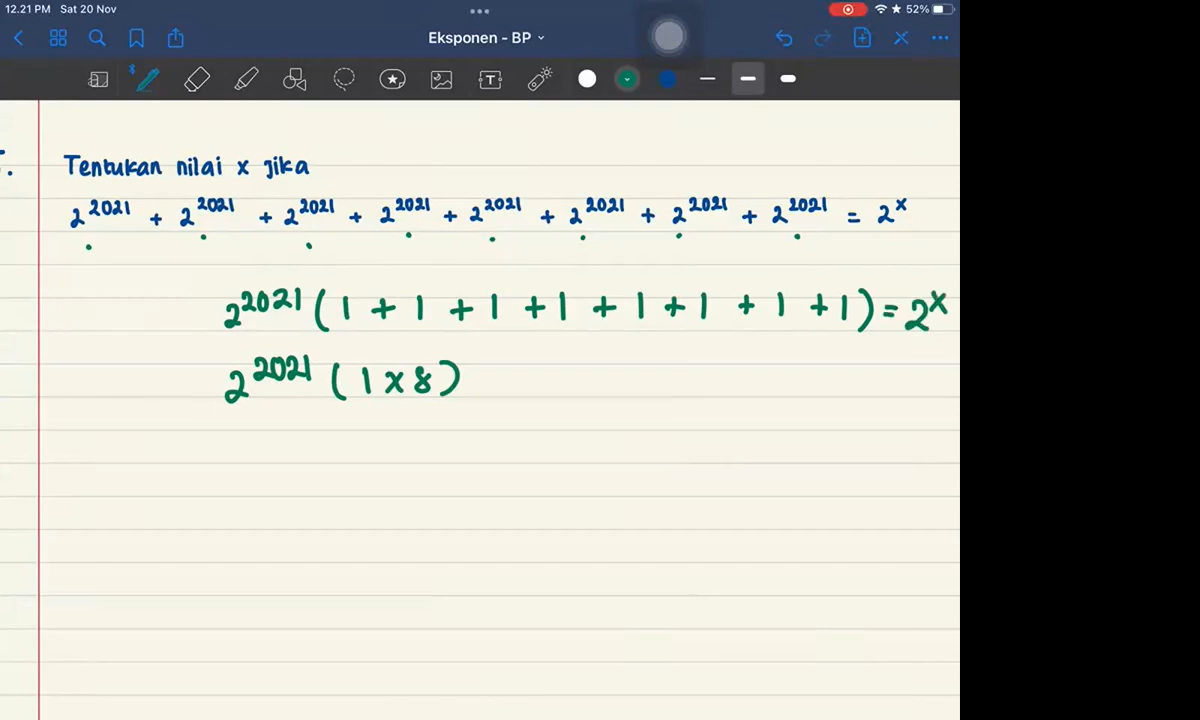 12.21 PM Sat 20 Nov 52%
Eksponen - BP
T
Tentukan nilai x jika
2^2021 + 2^2021 + 2^2021 + 2^2021 + 2^2021 + 2^2021 + 2^2021 + 2^2021 = 2^x
2^2021 (1 + 1 + 1 + 1 + 1 + 1 + 1 + 1) = 2^x
2^2021 (1 x 8)